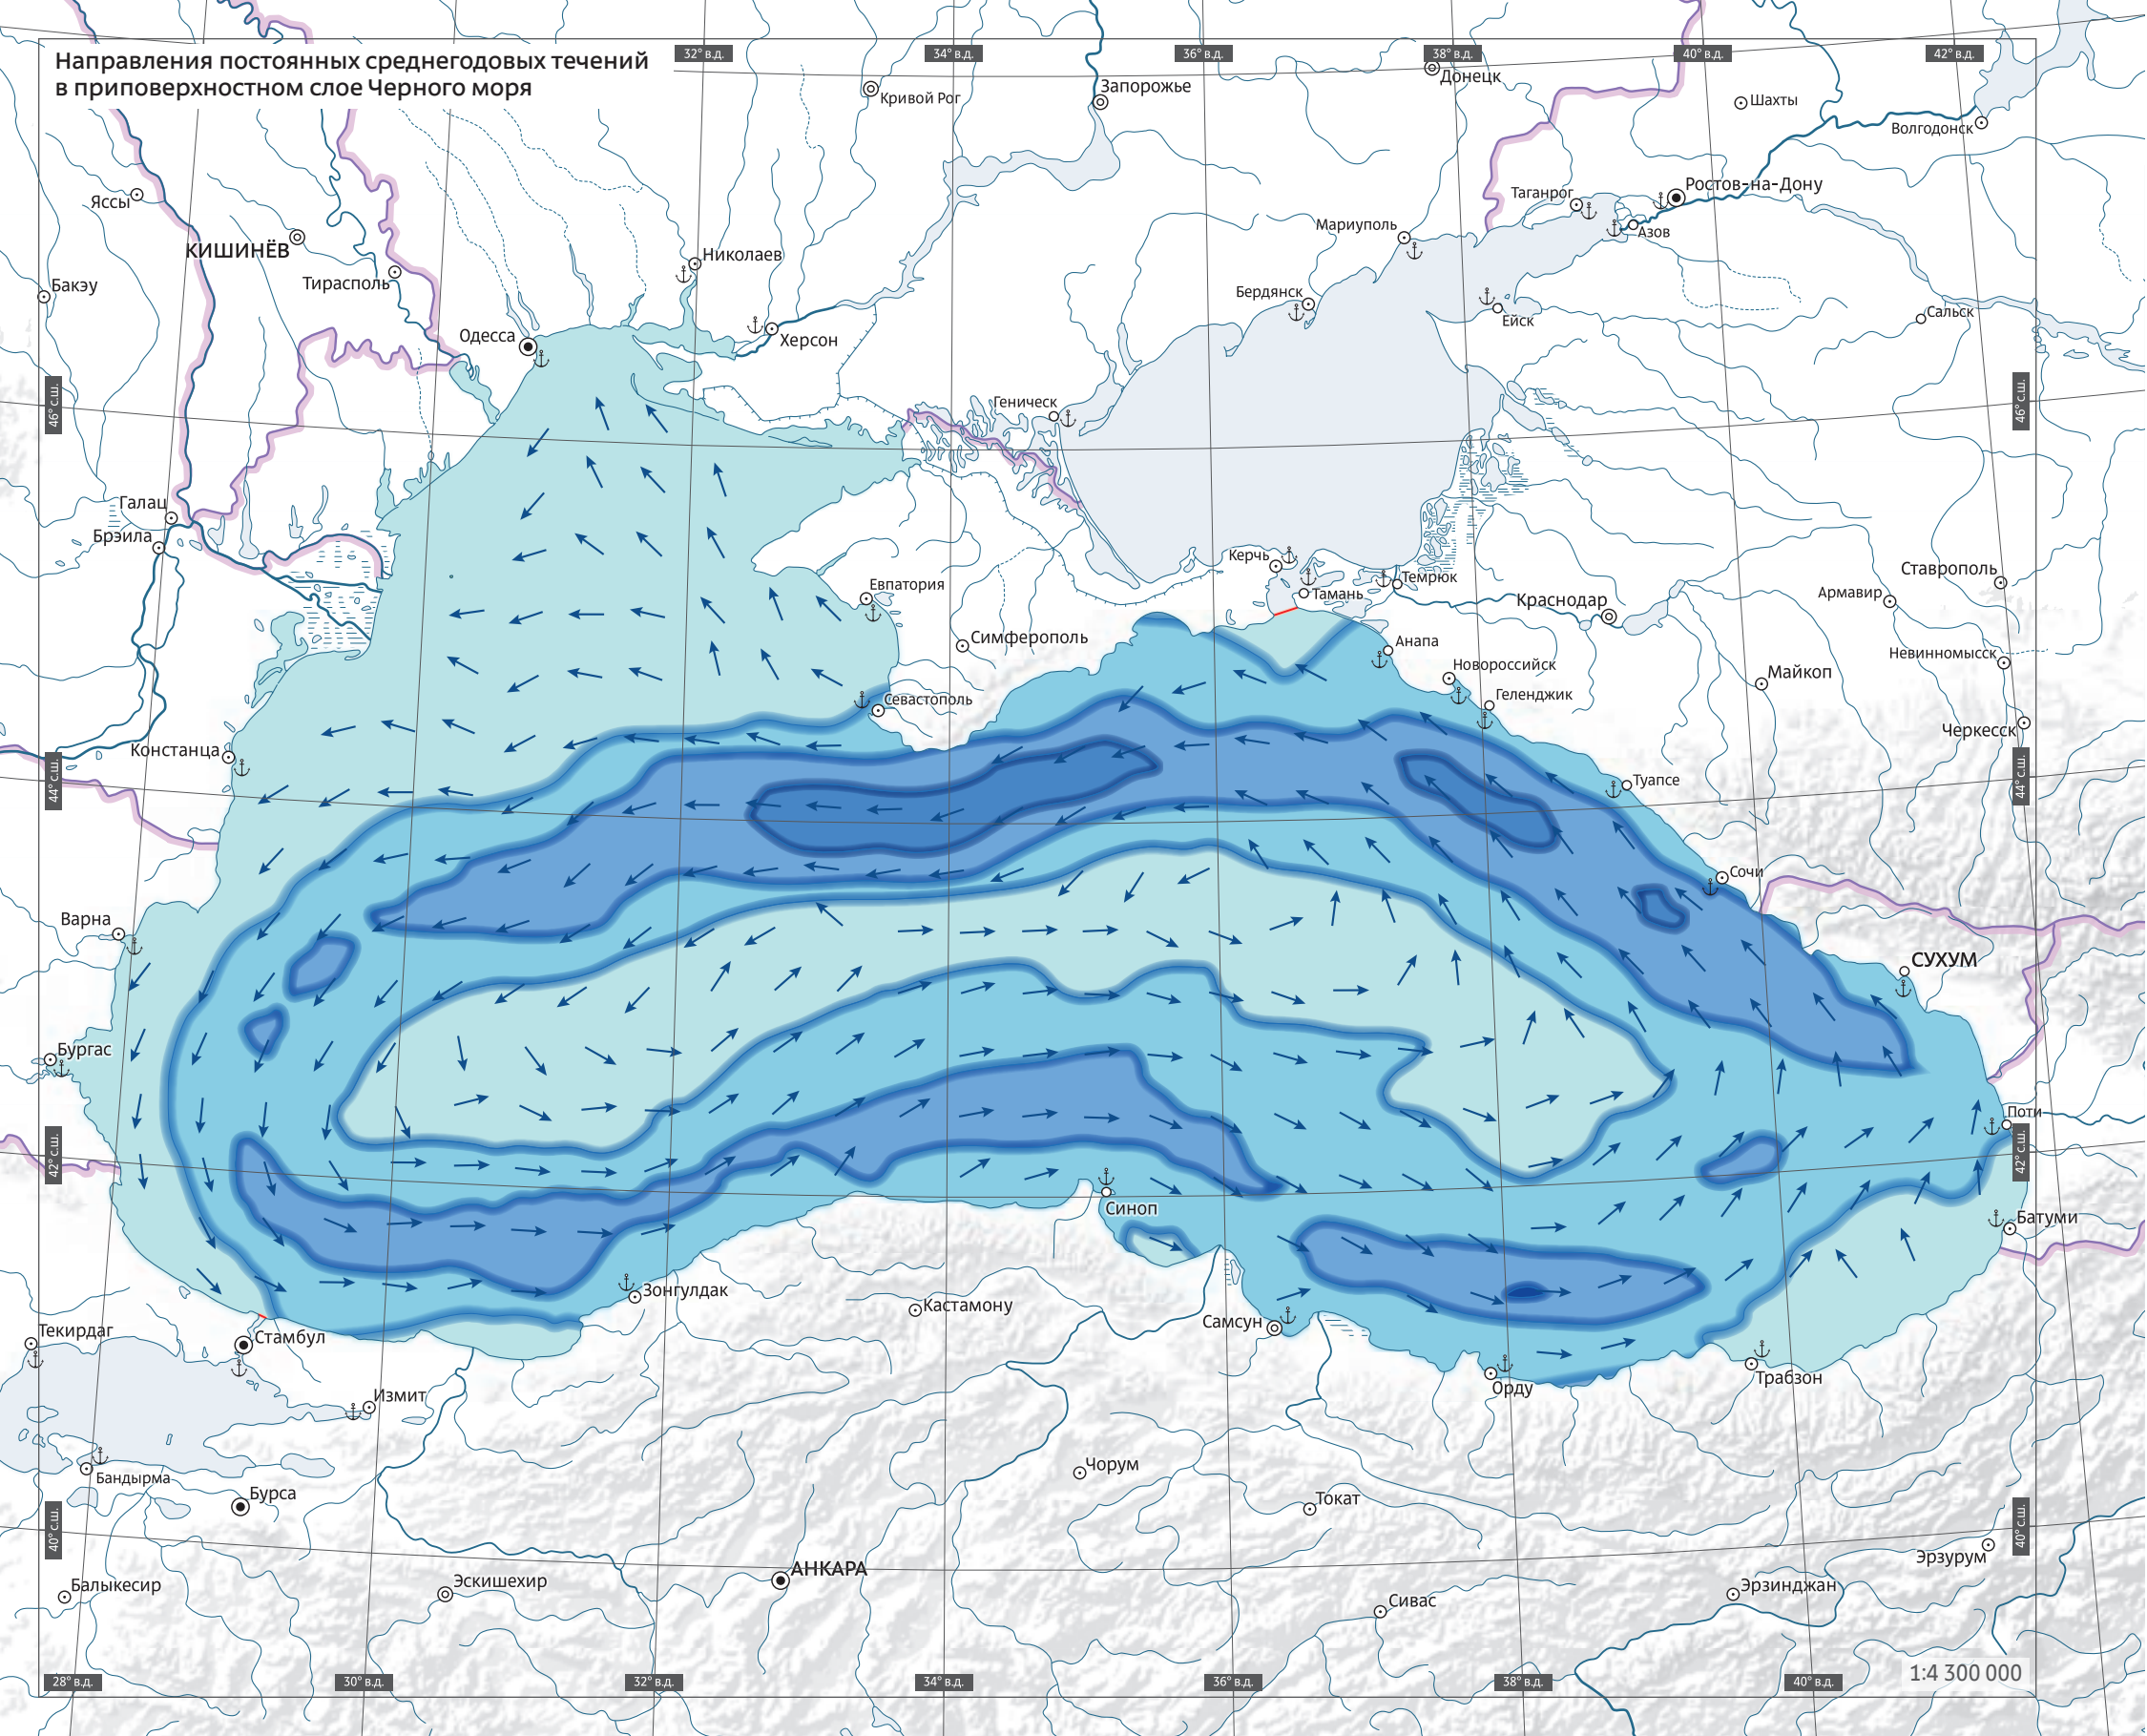 Направления постоянных среднегодовых течений
в приповерхностном слое Черного моря
32° в.д.
34° в.д.
36° в.д.
38° в.д.
40° в.д.
42° в.д.
Кривой Рог
Запорожье
Донецк
Шахты
Волгодонск
Яссы
Таганрог
Ростов-на-Дону
Мариуполь
Азов
КИШИНЁВ
Тирасполь
Николаев
Бакэу
Бердянск
Ейск
Сальск
Одесса
Херсон
46° с.ш.
46° с.ш.
Геническ
Галац
Брэила
Керчь
Темрюк
Тамань
Ставрополь
Евпатория
Краснодар
Армавир
Симферополь
Анапа
Невинномысск
Новороссийск
Майкоп
Геленджик
Севастополь
Черкесск
Констанца
44° с.ш.
44° с.ш.
Туапсе
Сочи
Варна
СУХУМ
Бургас
Поти
42° с.ш.
42° с.ш.
Синоп
Батуми
Зонгулдак
Кастамону
Самсун
Текирдаг
Стамбул
Трабзон
Орду
Измит
Чорум
Бандырма
Бурса
Токат
40° с.ш.
40° с.ш.
Эрзурум
АНКАРА
Балыкесир
Эскишехир
Эрзинджан
Сивас
1:4 300 000
28° в.д.
30° в.д.
32° в.д.
34° в.д.
36° в.д.
38° в.д.
40° в.д.